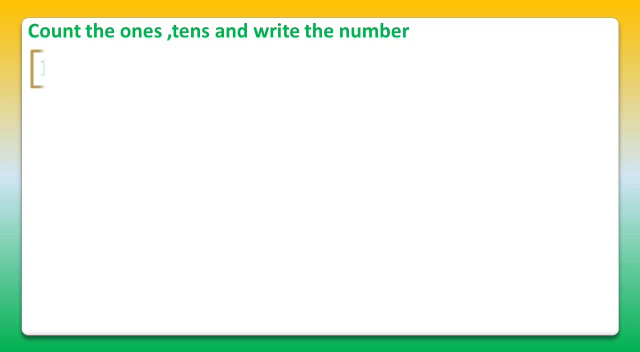 Count the ones ,tens and write the number